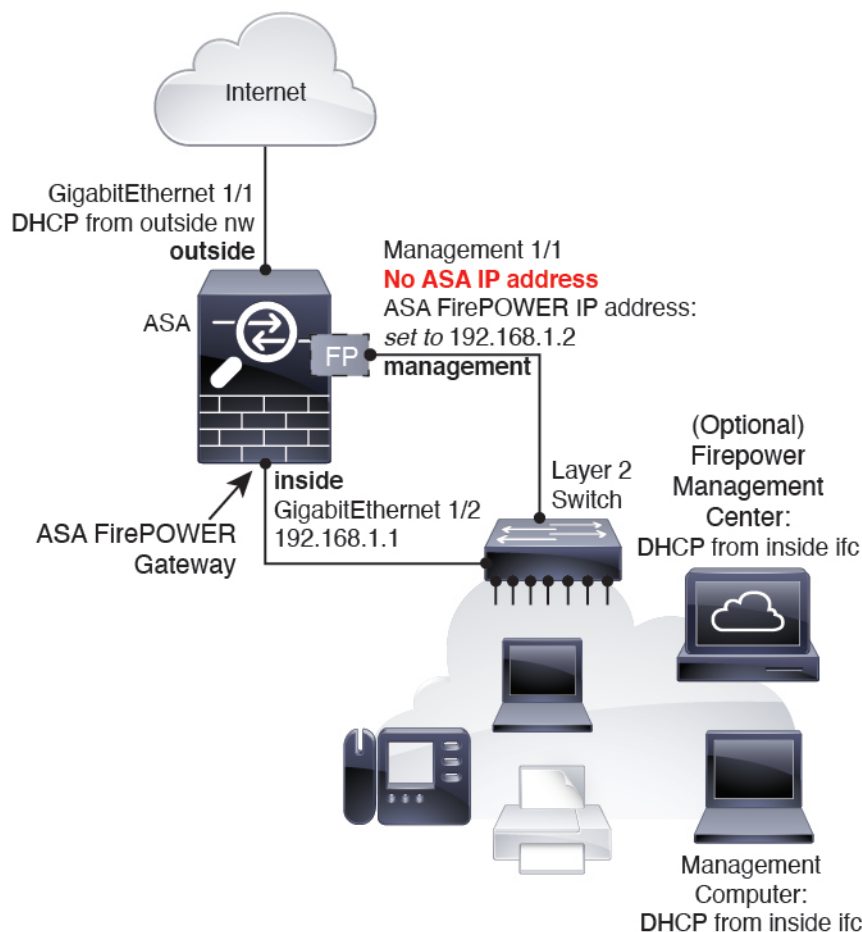 Internet
GigabitEthernet 1/1
DHCP from outside nw
outside
Management 1/1
No ASA IP address
ASA FirePOWER IP address:
set to 192.168.1.2
management
ASA
FP
inside
GigabitEthernet 1/2
192.168.1.1
ASA FirePOWER
Gateway
Layer 2
Switch
(Optional)
Firepower
Management
Center:
DHCP from inside ifc
Management
Computer:
DHCP from inside ifc